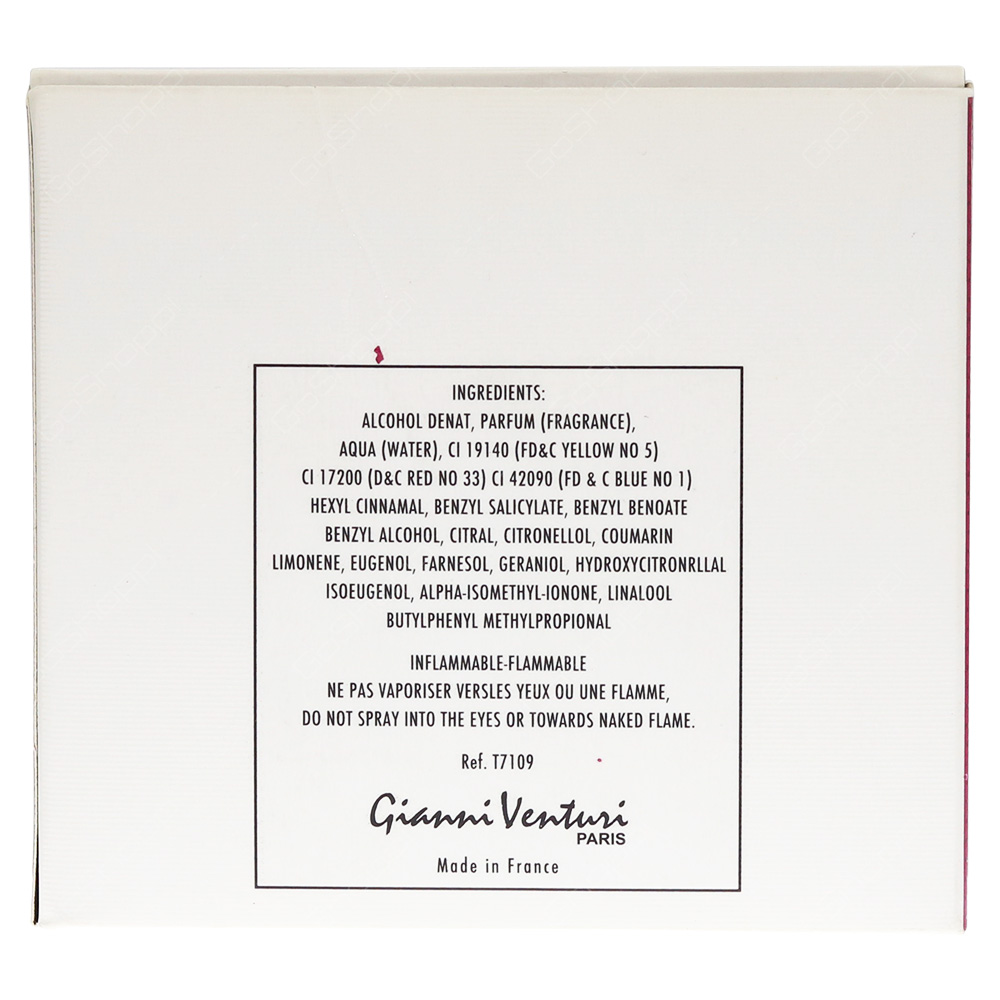 INGREDIENTS:
ALCOHOL DENAT, PARFUM (FRAGRANCE),
AQUA (WATER), CI 19140 (FD&C YELLOW NO 5)
CI 17200 (D&C RED NO 33) CI 42090 (FD & C BLUE NO 1)
HEXYL CINNAMAL, BENZYL SALICYLATE, BENZYL BENOATE
BENZYL ALCOHOL, CITRAL, CITRONELLOL, COUMARIN
LIMONENE, EUGENOL, FARNESOL, GERANIOL, HYDROXYCITRONRLLAL
ISOEUGENOL, ALPHA-ISOMETHYL-IONONE, LINALOOL
BUTYLPHENYL METHYLPROPIONAL
INFLAMMABLE-FLAMMABLE
NE PAS VAPORISER VERSLES YEUX OU UNE FLAMME,
DO NOT SPRAY INTO THE EYES OR TOWARDS NAKED FLAME.
Ref. T7109
Gianni Venturi
PARIS
Made in France